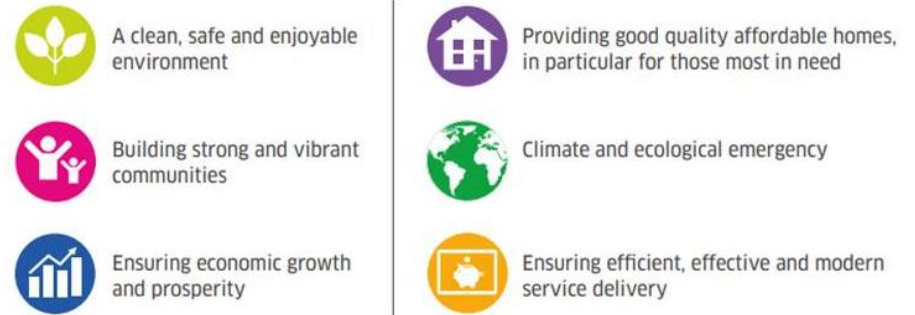 A clean, safe and enjoyable
environment
Building strong and vibrant
communities
Ensuring economic growth
and prosperity
Providing good quality affordable homes,
in particular for those most in need
Climate and ecological emergency
Ensuring efficient, effective and modern
service delivery